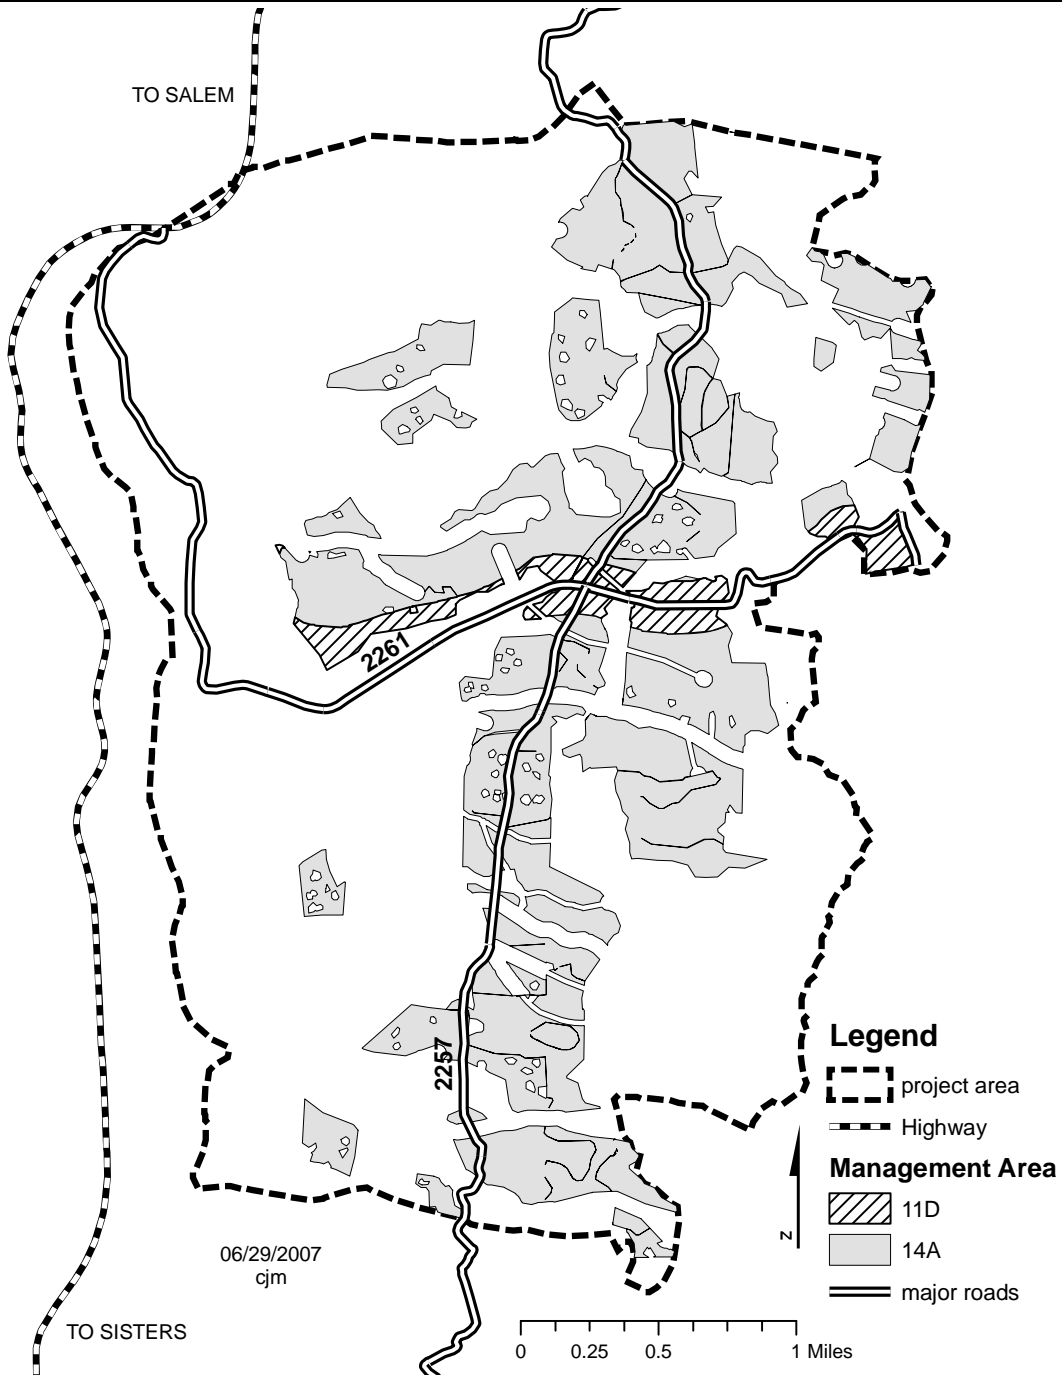 TO SALEM
2261
2257
Legend
project area
Highway
Management Area
11D
14A
major roads
z
06/29/2007
cjm
TO SISTERS
0 0.25 0.5 1 Miles